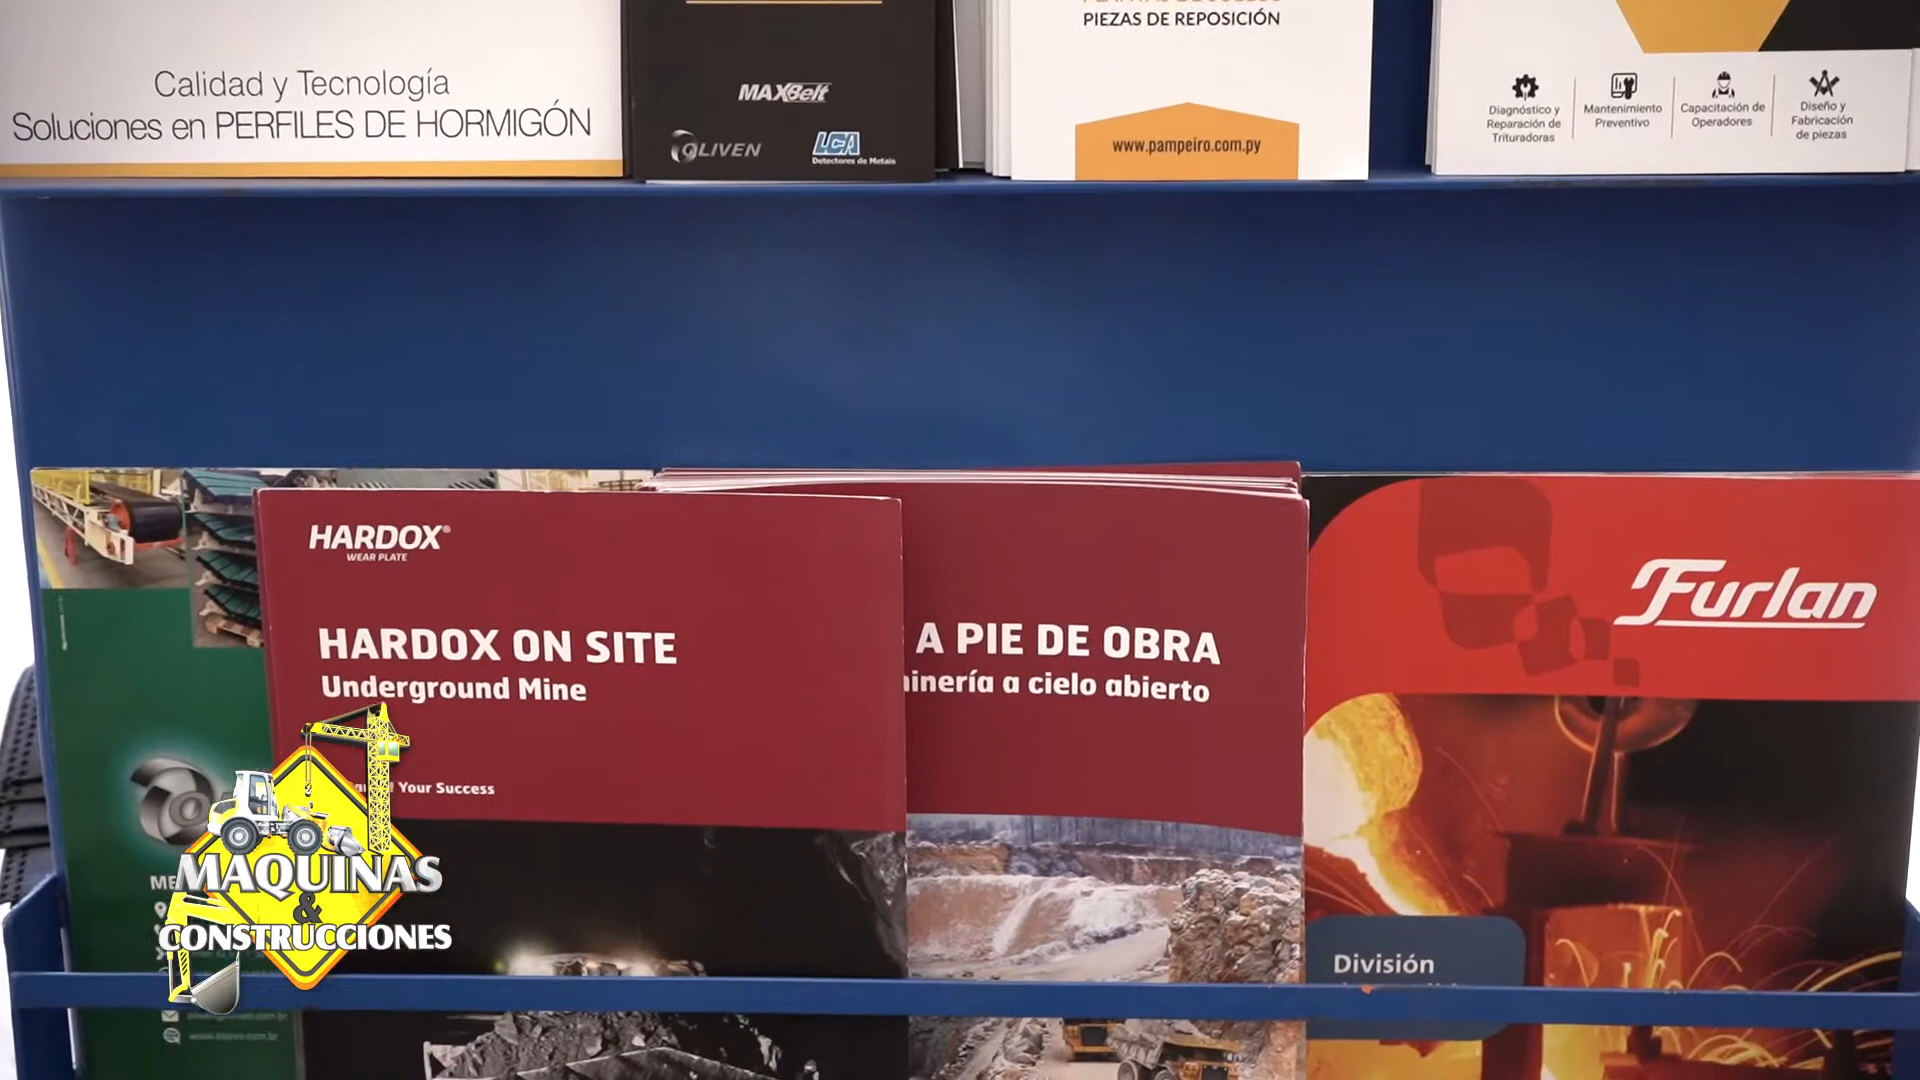 Calidad y Tecnología
Soluciones en PERFILES DE HORMIGÓN
MAXBelt
OLIVEN
LCA
Detectores de Metais
PIEZAS DE REPOSICIÓN
www.pampeiro.com.py
Diagnóstico y
Reparación de
Trituradoras
Mantenimiento
Preventivo
Capacitación de
Operadores
Diseño y
Fabricación
de piezas
HARDOX®
WEAR PLATE
HARDOX ON SITE
Underground Mine
Your Success
A PIE DE OBRA
minería a cielo abierto
Furlan
División
MAQUINAS
&
CONSTRUCCIONES